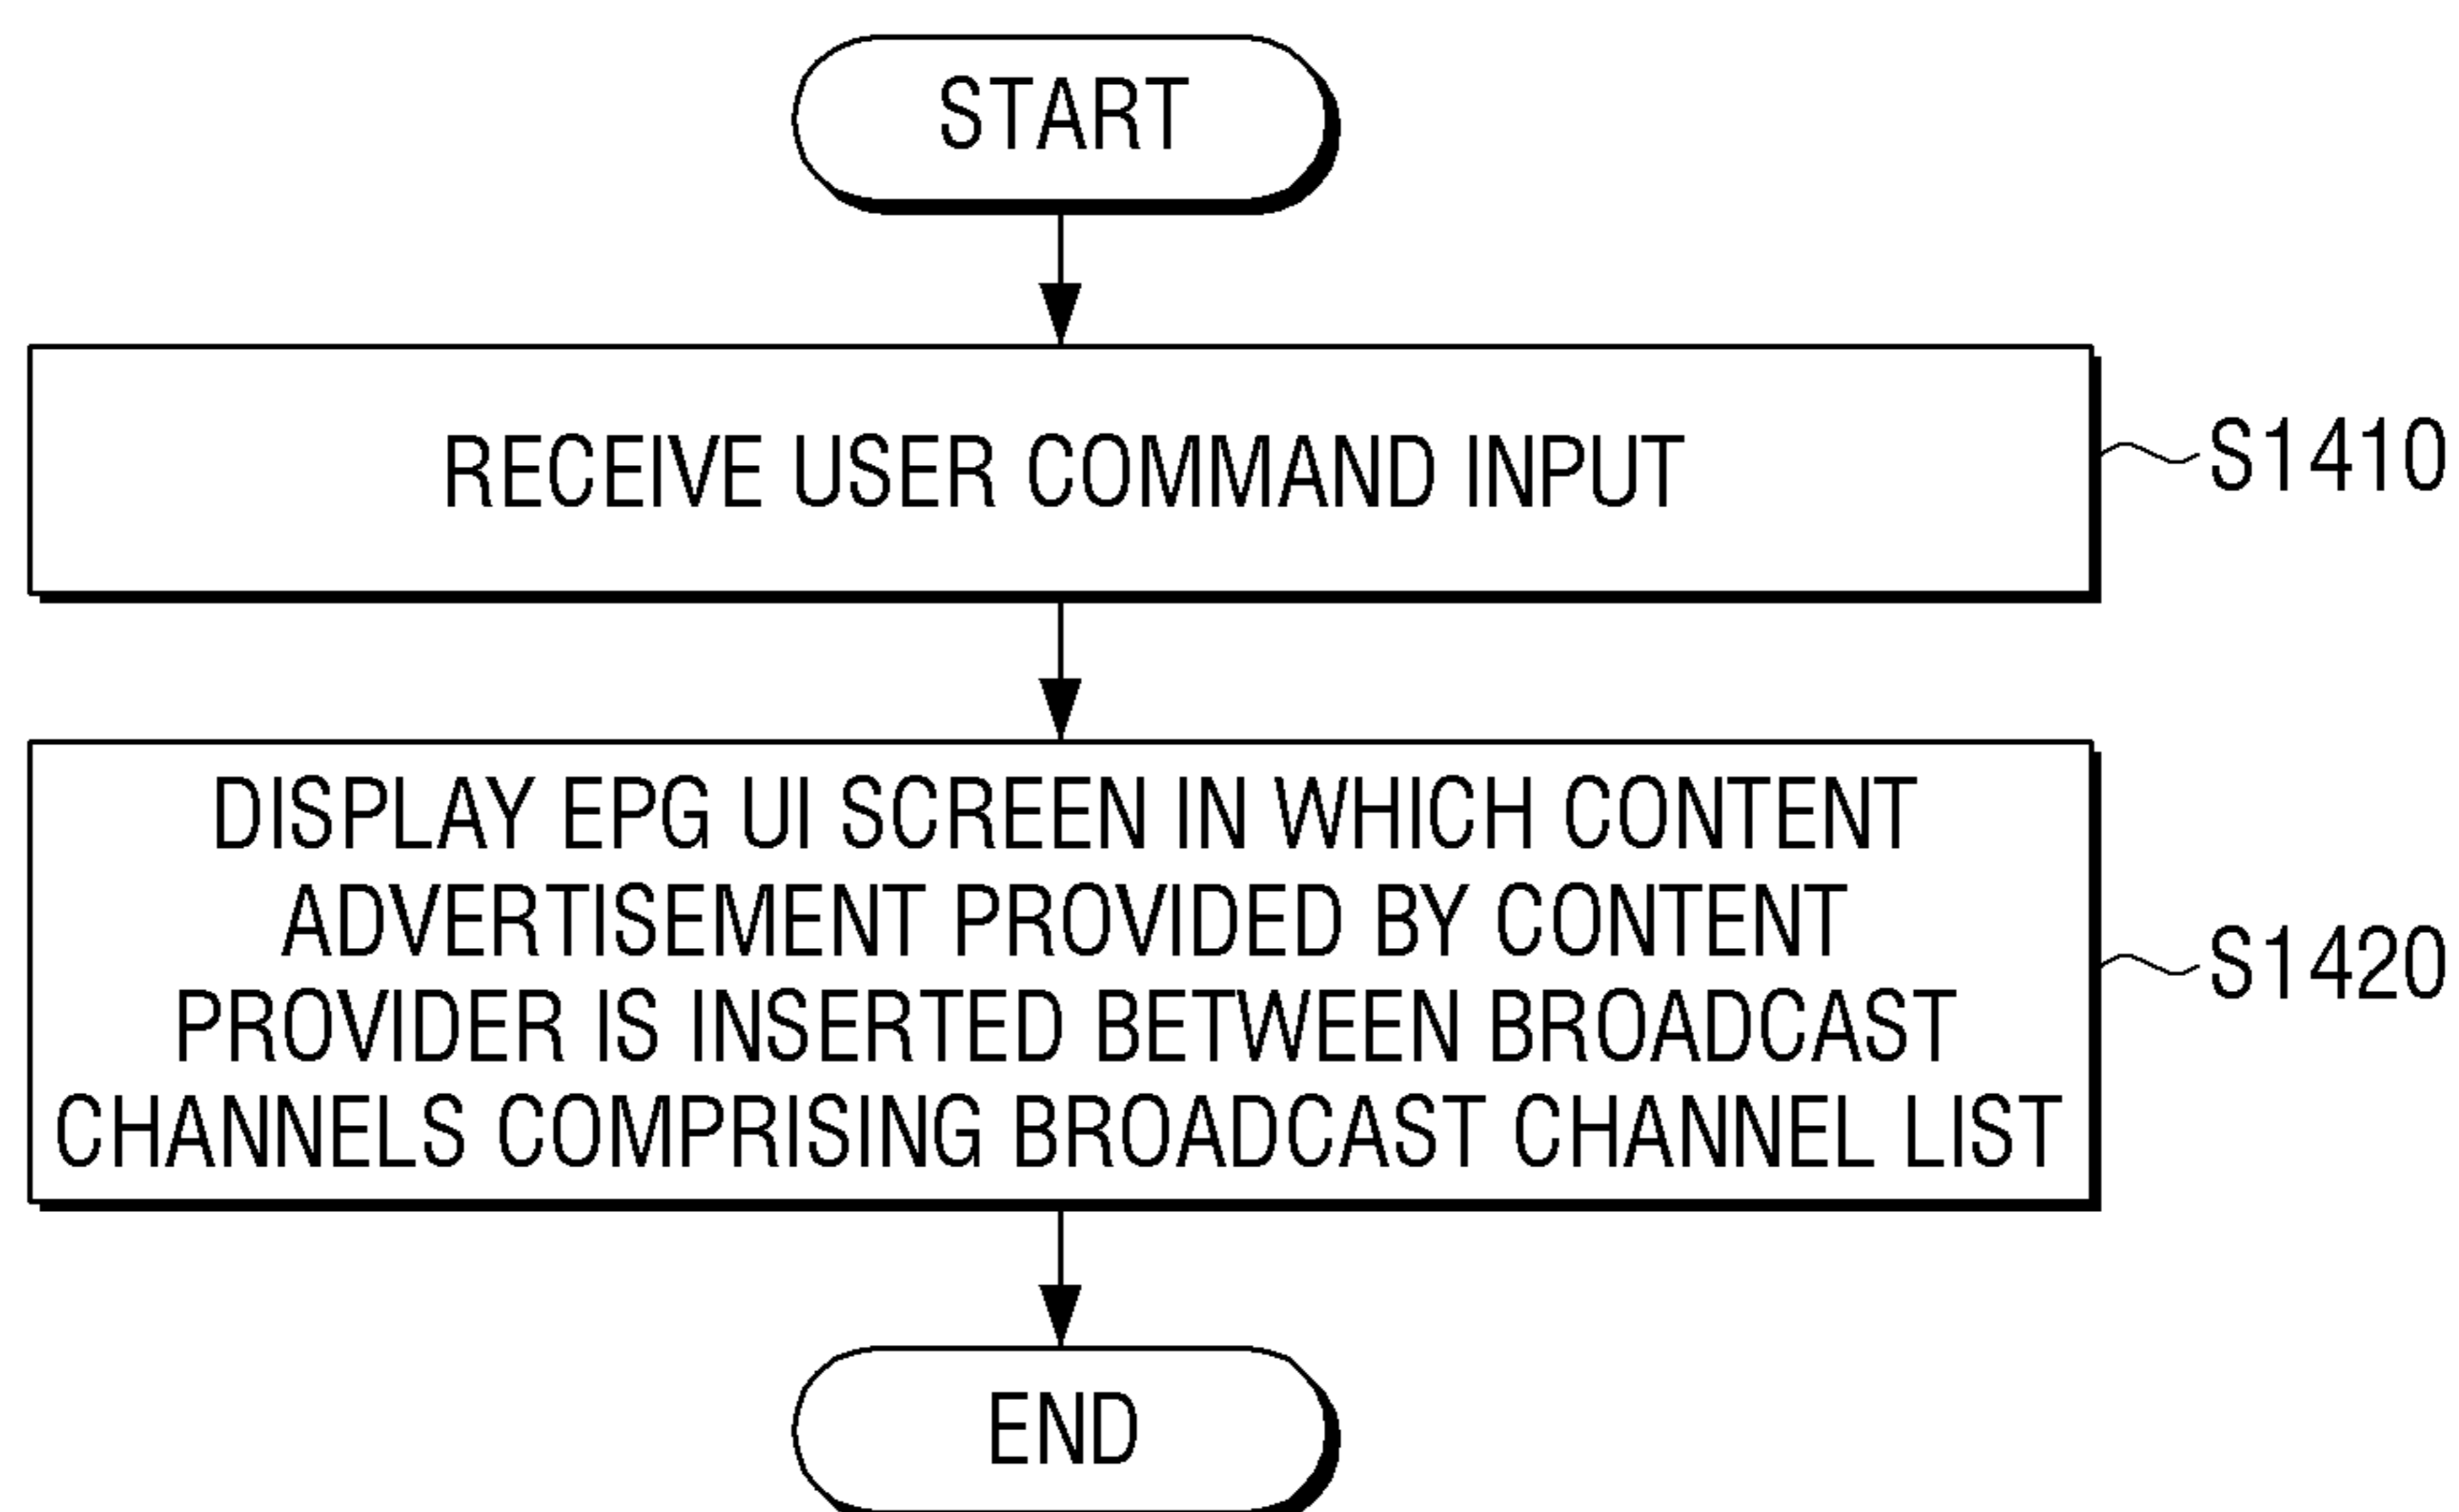 START
RECEIVE USER COMMAND INPUT
S1410
DISPLAY EPG UI SCREEN IN WHICH CONTENT
ADVERTISEMENT PROVIDED BY CONTENT
PROVIDER IS INSERTED BETWEEN BROADCAST
CHANNELS COMPRISING BROADCAST CHANNEL LIST
S1420
END